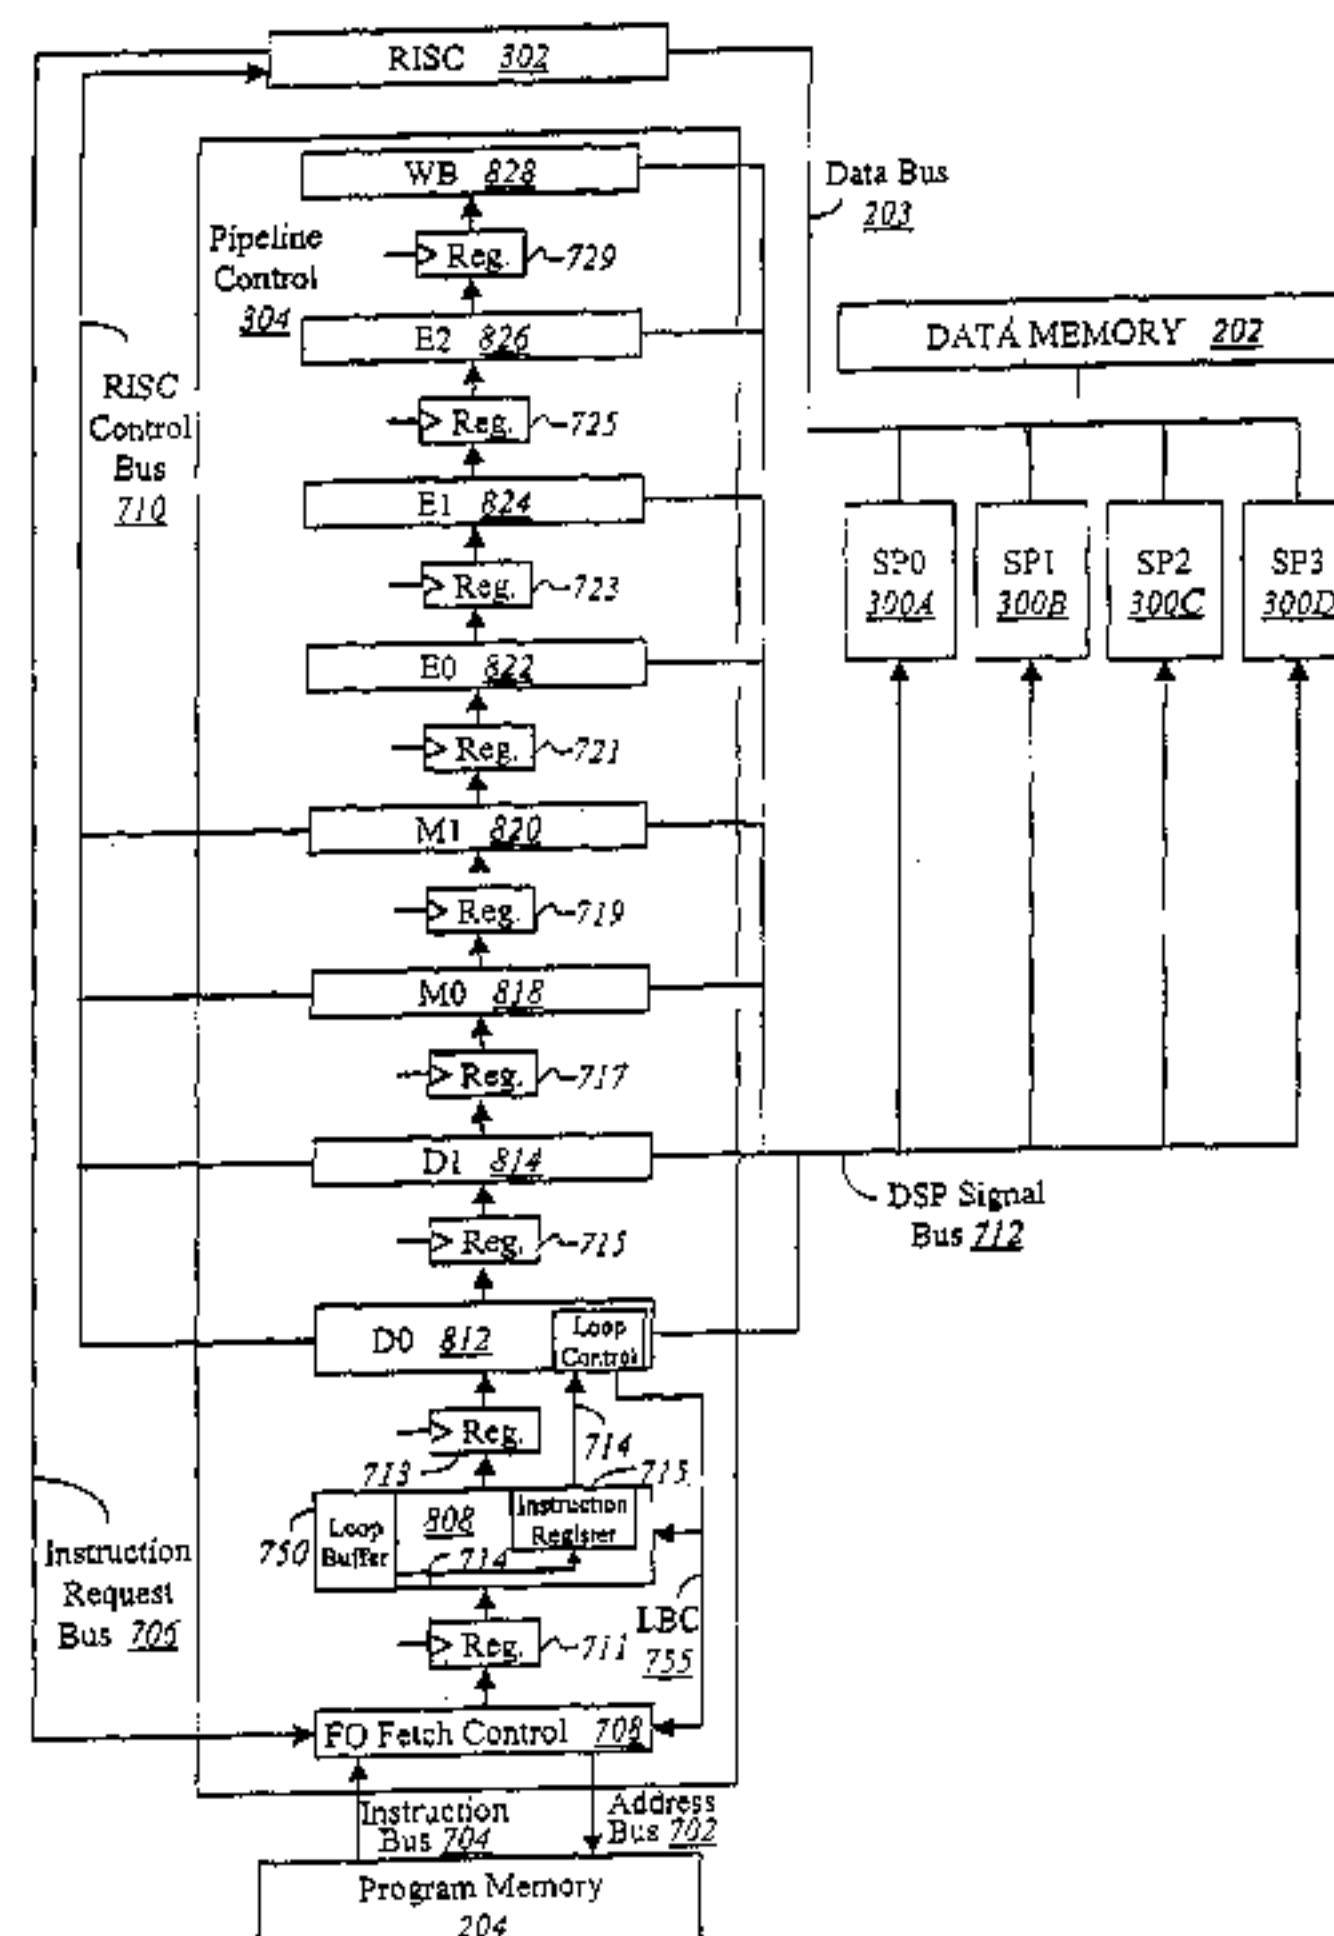 RISC 302
WB 828
Data Bus
203
Pipeline
Control
304
Reg. 729
E2 826
DATA MEMORY 202
RISC
Control
Bus
710
Reg. 725
E1 824
SP0
300A
SP1
300B
SP2
300C
SP3
300D
Reg. 723
E0 822
Reg. 721
M1 820
Reg. 719
M0 818
Reg. 717
D1 814
DSP Signal
Bus 712
Reg. 715
D0 812
Loop
Control
Reg.
713
714
715
750
Loop
Buffer
808
Instruction
Register
714
Instruction
Request
Bus 706
Reg. 711
LBC
755
F0 Fetch Control 708
Instruction
Bus 704
Address
Bus 702
Program Memory
204